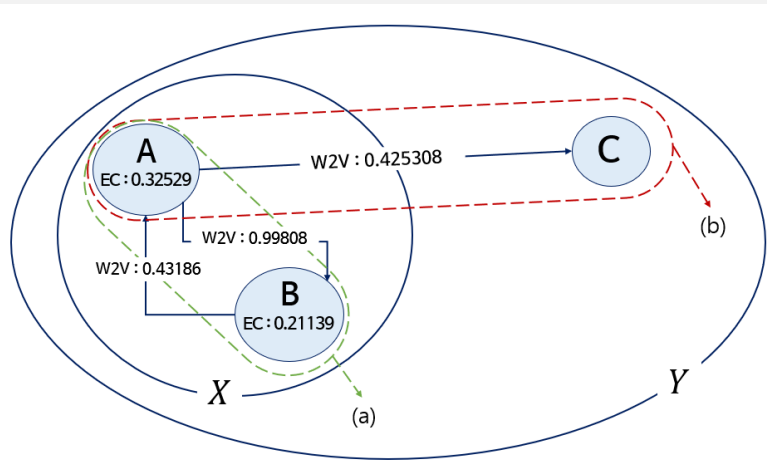 A
EC : 0.32529
W2V : 0.425308
C
(b)
W2V : 0.99808
W2V : 0.43186
B
EC : 0.21139
X
Y
(a)